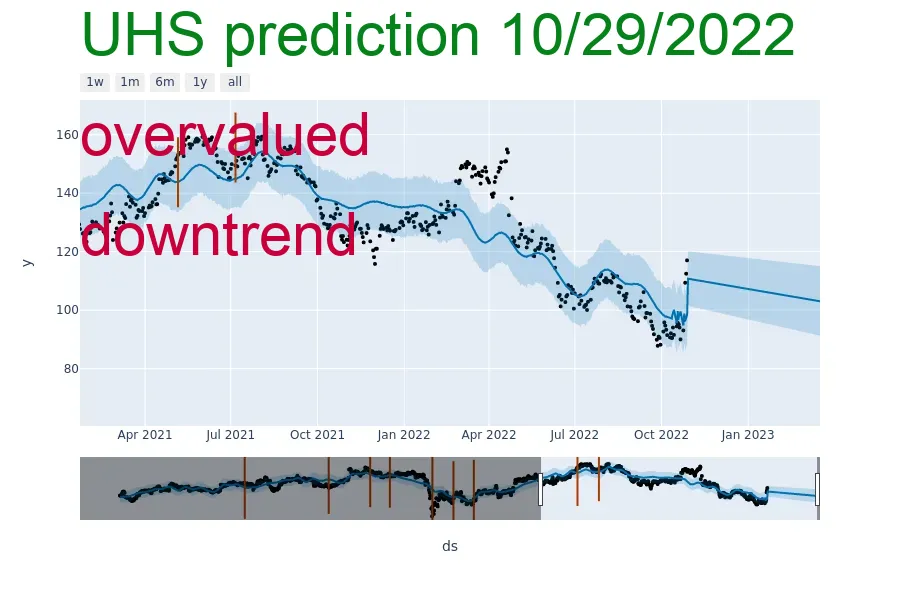 UHS prediction 10/29/2022
1w 1m 6m 1y all
overvalued
downtrend
160
140
120
100
80
y
Apr 2021 Jul 2021 Oct 2021 Jan 2022 Apr 2022 Jul 2022 Oct 2022 Jan 2023
ds